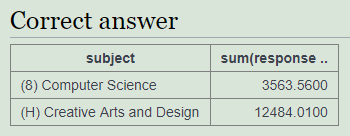 Correct answer
subject sum(response ..
(8) Computer Science 3563.5600
(H) Creative Arts and Design 12484.0100